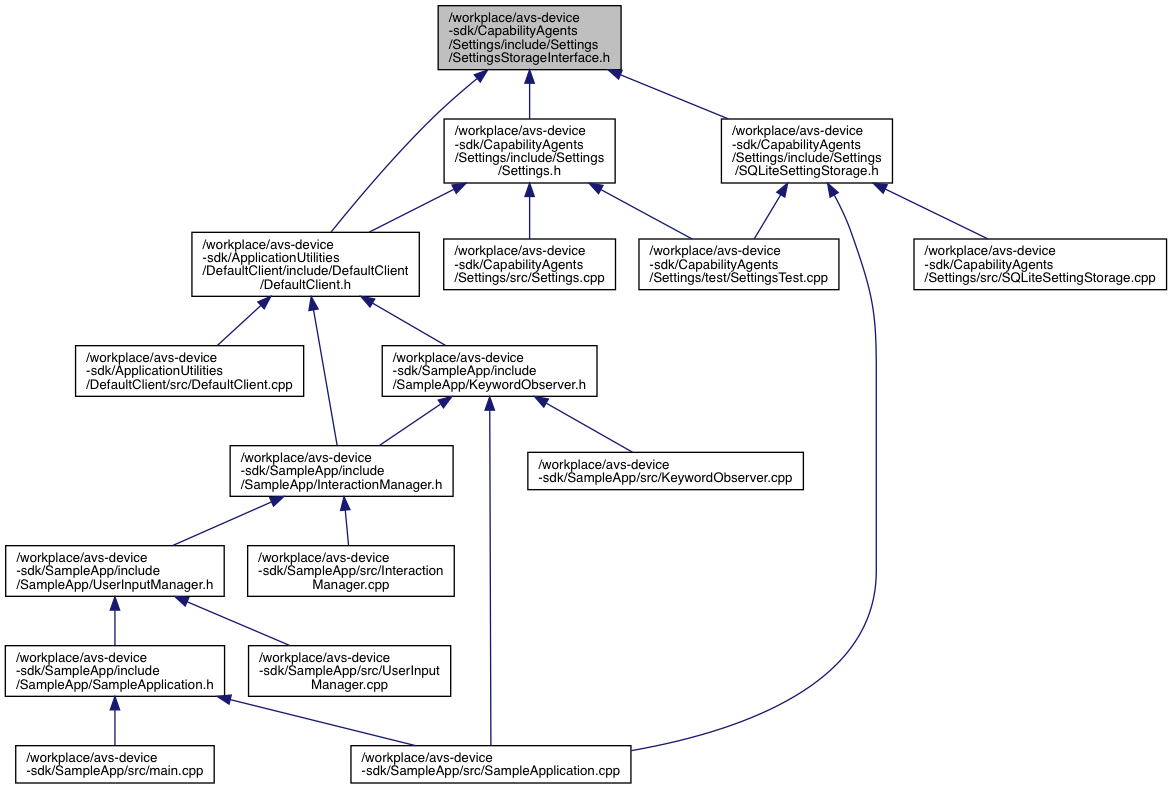 /workplace/avs-device
-sdk/CapabilityAgents
/Settings/include/Settings
/SettingsStorageInterface.h
/workplace/avs-device
-sdk/CapabilityAgents
/Settings/include/Settings
/Settings.h
/workplace/avs-device
-sdk/CapabilityAgents
/Settings/include/Settings
/SQLiteSettingStorage.h
/workplace/avs-device
-sdk/ApplicationUtilities
/DefaultClient/include/DefaultClient
/DefaultClient.h
/workplace/avs-device
-sdk/CapabilityAgents
/Settings/src/Settings.cpp
/workplace/avs-device
-sdk/CapabilityAgents
/Settings/test/SettingsTest.cpp
/workplace/avs-device
-sdk/CapabilityAgents
/Settings/src/SQLiteSettingStorage.cpp
/workplace/avs-device
-sdk/ApplicationUtilities
/DefaultClient/src/DefaultClient.cpp
/workplace/avs-device
-sdk/SampleApp/include
/SampleApp/KeywordObserver.h
/workplace/avs-device
-sdk/SampleApp/include
/SampleApp/InteractionManager.h
/workplace/avs-device
-sdk/SampleApp/src/KeywordObserver.cpp
/workplace/avs-device
-sdk/SampleApp/include
/SampleApp/UserInputManager.h
/workplace/avs-device
-sdk/SampleApp/src/Interaction
Manager.cpp
/workplace/avs-device
-sdk/SampleApp/include
/SampleApp/SampleApplication.h
/workplace/avs-device
-sdk/SampleApp/src/UserInput
Manager.cpp
/workplace/avs-device
-sdk/SampleApp/src/main.cpp
/workplace/avs-device
-sdk/SampleApp/src/SampleApplication.cpp